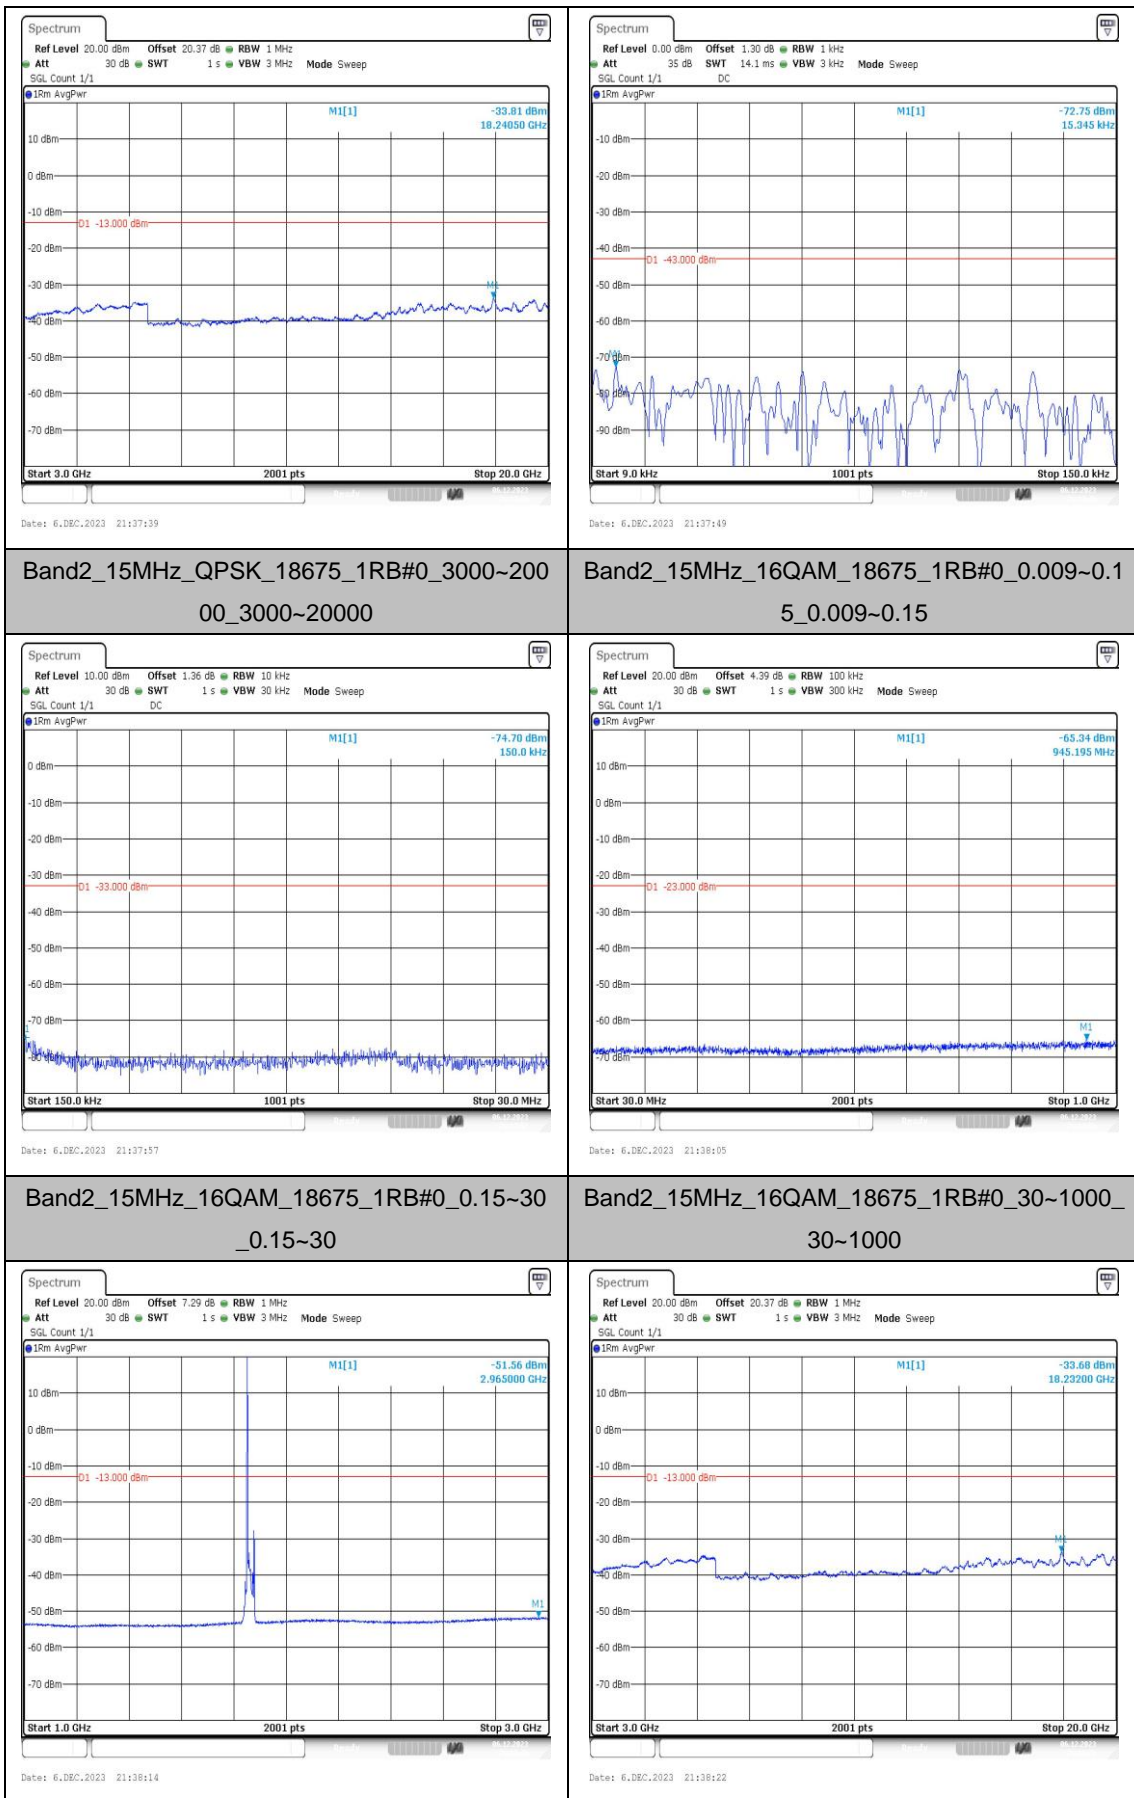 Spectrum
Ref Level 20.00 dBm Offset 20.37 dB RBW 1 MHz
Att 30 dB SWT 1 s VBW 3 MHz Mode Sweep
SGL Count 1/1
1Rm AvgPwr
M1[1] -33.81 dBm
18.24050 GHz
10 dBm
0 dBm
-10 dBm
D1 -13.000 dBm
-20 dBm
-30 dBm
M1
-40 dBm
-50 dBm
-60 dBm
-70 dBm
Start 3.0 GHz 2001 pts Stop 20.0 GHz
Date: 6.DEC.2023 21:37:39
Spectrum
Ref Level 0.00 dBm Offset 1.30 dB RBW 1 kHz
Att 35 dB SWT 14.1 ms VBW 3 kHz Mode Sweep
SGL Count 1/1 DC
1Rm AvgPwr
M1[1] -72.75 dBm
15.345 kHz
-10 dBm
-20 dBm
-30 dBm
-40 dBm
D1 -43.000 dBm
-50 dBm
-60 dBm
M1
-70 dBm
-80 dBm
-90 dBm
Start 9.0 kHz 1001 pts Stop 150.0 kHz
Date: 6.DEC.2023 21:37:49
Band2_15MHz_QPSK_18675_1RB#0_3000~200
00_3000~20000
Band2_15MHz_16QAM_18675_1RB#0_0.009~0.1
5_0.009~0.15
Spectrum
Ref Level 10.00 dBm Offset 1.36 dB RBW 10 kHz
Att 30 dB SWT 1 s VBW 30 kHz Mode Sweep
SGL Count 1/1 DC
1Rm AvgPwr
M1[1] -74.70 dBm
150.0 kHz
0 dBm
-10 dBm
-20 dBm
-30 dBm
D1 -33.000 dBm
-40 dBm
-50 dBm
-60 dBm
-70 dBm
-80 dBm
Start 150.0 kHz 1001 pts Stop 30.0 MHz
Date: 6.DEC.2023 21:37:57
Spectrum
Ref Level 20.00 dBm Offset 4.39 dB RBW 100 kHz
Att 30 dB SWT 1 s VBW 300 kHz Mode Sweep
SGL Count 1/1
1Rm AvgPwr
M1[1] -65.34 dBm
945.195 MHz
10 dBm
0 dBm
-10 dBm
-20 dBm
D1 -23.000 dBm
-30 dBm
-40 dBm
-50 dBm
-60 dBm
M1
-70 dBm
Start 30.0 MHz 2001 pts Stop 1.0 GHz
Date: 6.DEC.2023 21:38:05
Band2_15MHz_16QAM_18675_1RB#0_0.15~30
_0.15~30
Band2_15MHz_16QAM_18675_1RB#0_30~1000_
30~1000
Spectrum
Ref Level 20.00 dBm Offset 7.29 dB RBW 1 MHz
Att 30 dB SWT 1 s VBW 3 MHz Mode Sweep
SGL Count 1/1
1Rm AvgPwr
M1[1] -51.56 dBm
2.965000 GHz
10 dBm
0 dBm
-10 dBm
D1 -13.000 dBm
-20 dBm
-30 dBm
-40 dBm
-50 dBm
M1
-60 dBm
-70 dBm
Start 1.0 GHz 2001 pts Stop 3.0 GHz
Date: 6.DEC.2023 21:38:14
Spectrum
Ref Level 20.00 dBm Offset 20.37 dB RBW 1 MHz
Att 30 dB SWT 1 s VBW 3 MHz Mode Sweep
SGL Count 1/1
1Rm AvgPwr
M1[1] -33.68 dBm
18.23200 GHz
10 dBm
0 dBm
-10 dBm
D1 -13.000 dBm
-20 dBm
-30 dBm
M1
-40 dBm
-50 dBm
-60 dBm
-70 dBm
Start 3.0 GHz 2001 pts Stop 20.0 GHz
Date: 6.DEC.2023 21:38:22